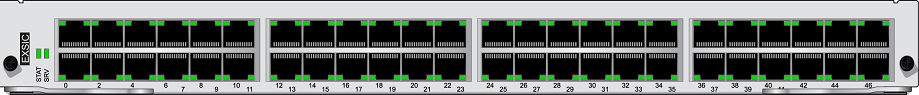 EXSIC
STAT
SRV
0 2 4 6 7 8 9 10 11 12 13 14 15 16 17 18 19 20 21 22 23 24 25 26 27 28 29 30 31 32 33 34 35 36 37 38 39 40 42 44 46